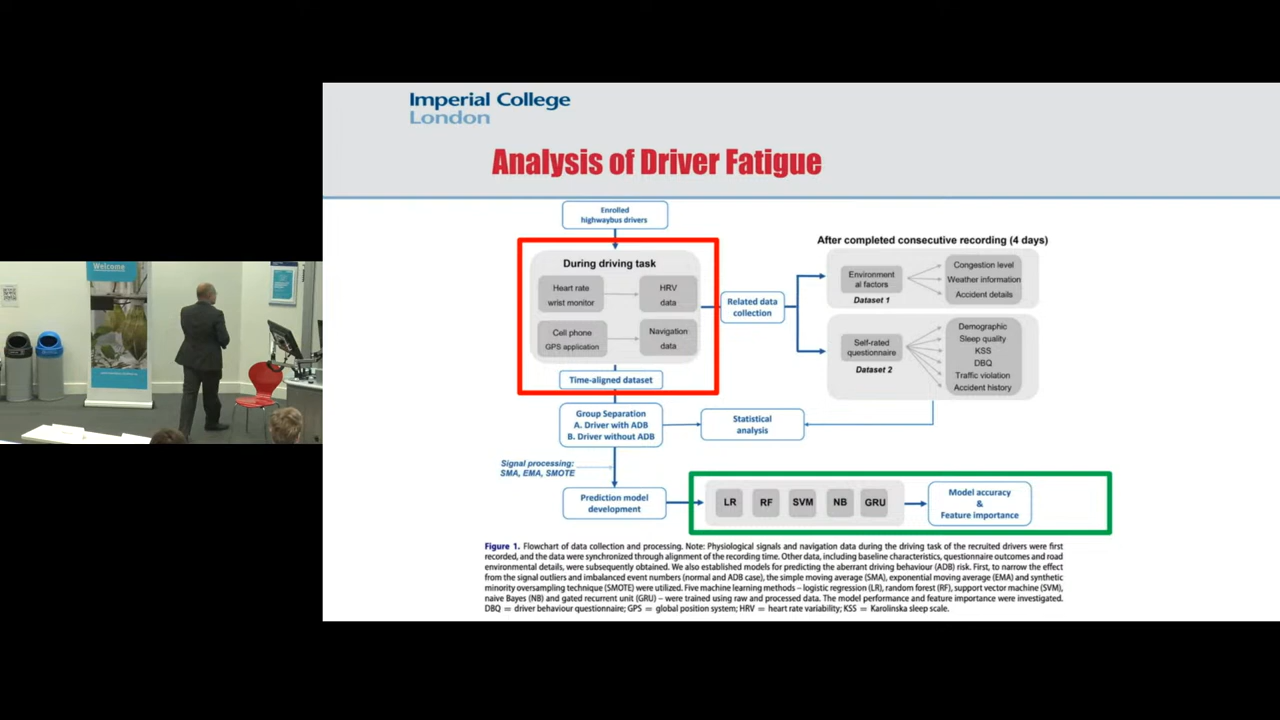 Imperial College
London
Analysis of Driver Fatigue
Enrolled
highwaybus drivers
During driving task
Heart rate
wrist monitor
HRV
data
Cell phone
GPS application
Navigation
data
Time-aligned dataset
Related data
collection
After completed consecutive recording (4 days)
Environment
al factors
Dataset 1
Congestion level
Weather information
Accident details
Self-rated
questionnaire
Dataset 2
Demographic
Sleep quality
KSS
DBQ
Traffic violation
Accident history
Group Separation
A. Driver with ADB
B. Driver without ADB
Statistical
analysis
Signal processing:
SMA, EMA, SMOTE
Prediction model
development
LR
RF
SVM
NB
GRU
Model accuracy
&
Feature importance
Figure 1. Flowchart of data collection and processing. Note: Physiological signals and navigation data during the driving task of the recruited drivers were first
recorded, and the data were synchronized through alignment of the recording time. Other data, including baseline characteristics, questionnaire outcomes and road
environmental details, were subsequently obtained. We also established models for predicting the aberrant driving behaviour (ADB) risk. First, to narrow the effect
from the signal outliers and imbalanced event numbers (normal and ADB case), the simple moving average (SMA), exponential moving average (EMA) and synthetic
minority oversampling technique (SMOTE) were utilized. Five machine learning methods – logistic regression (LR), random forest (RF), support vector machine (SVM),
naive Bayes (NB) and gated recurrent unit (GRU) – were trained using raw and processed data. The model performance and feature importance were investigated.
DBQ = driver behaviour questionnaire; GPS = global position system; HRV = heart rate variability; KSS = Karolinska sleep scale.
Welcome